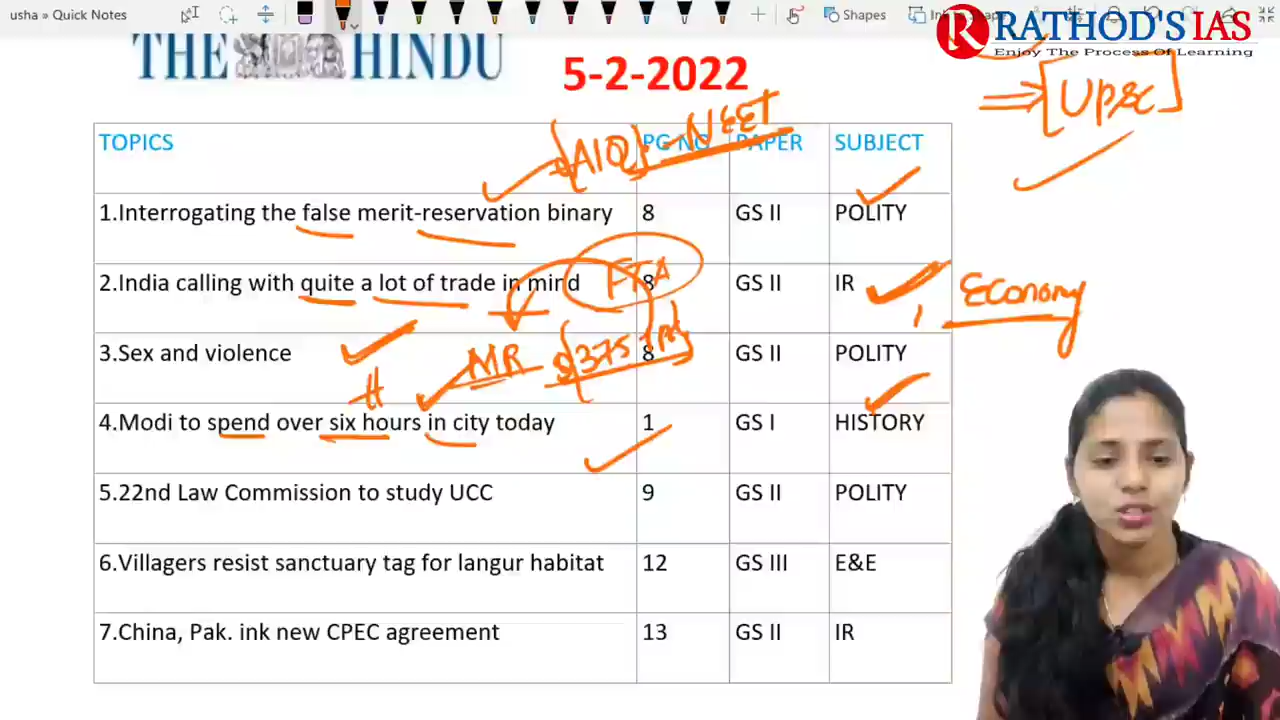 usha » Quick Notes
Shapes
RATHOD'S IAS
Enjoy The Process Of Learning
THE HINDU
5-2-2022
⇒ [UPSC]
{AIQ} - NEET
TOPICS PG NO PAPER SUBJECT
1.Interrogating the false merit-reservation binary 8 GS II POLITY
2.India calling with quite a lot of trade in mind 8 GS II IR
FTA
Economy
3.Sex and violence 8 GS II POLITY
MR {375
4.Modi to spend over six hours in city today 1 GS I HISTORY
5.22nd Law Commission to study UCC 9 GS II POLITY
6.Villagers resist sanctuary tag for langur habitat 12 GS III E&E
7.China, Pak. ink new CPEC agreement 13 GS II IR